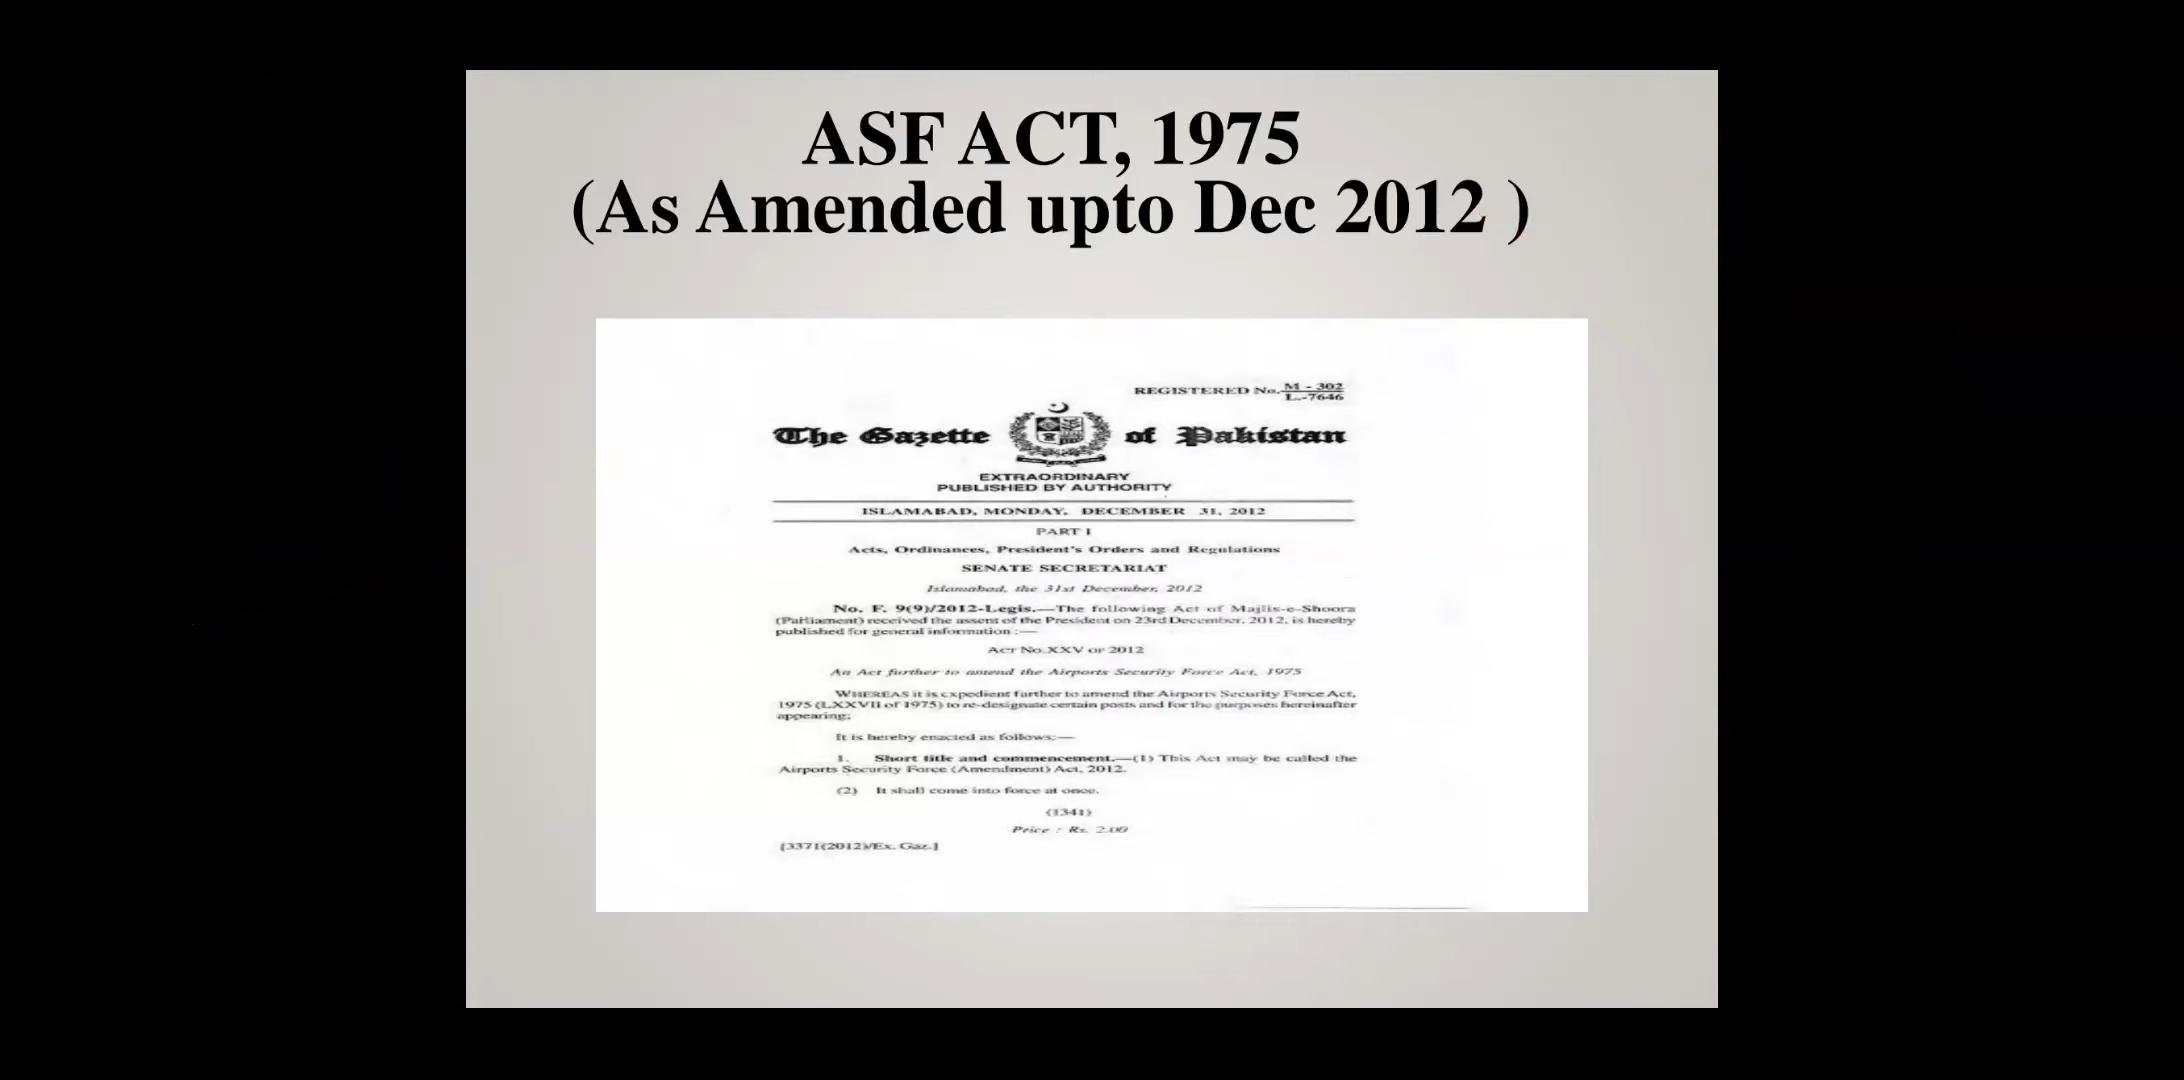 ASF ACT, 1975
(As Amended upto Dec 2012 )
REGISTERED No. M - 302
L.-7646
The Gazette of Pakistan
EXTRAORDINARY
PUBLISHED BY AUTHORITY
ISLAMABAD, MONDAY, DECEMBER 31, 2012
PART I
Acts, Ordinances, President's Orders and Regulations
SENATE SECRETARIAT
Islamabad, the 31st December, 2012
No. F. 9(9)/2012-Legis.—The following Act of Majlis-e-Shoora
(Parliament) received the assent of the President on 23rd December, 2012, is hereby
published for general information :—
ACT NO.XXV OF 2012
An Act further to amend the Airports Security Force Act, 1975
WHEREAS it is expedient further to amend the Airports Security Force Act,
1975 (LXXVII of 1975) to re-designate certain posts and for the purposes hereinafter
appearing;
It is hereby enacted as follows:—
1. Short title and commencement.—(1) This Act may be called the
Airports Security Force (Amendment) Act, 2012.
(2) It shall come into force at once.
(1341)
Price : Rs. 2.00
[3371(2012)/Ex. Gaz.]